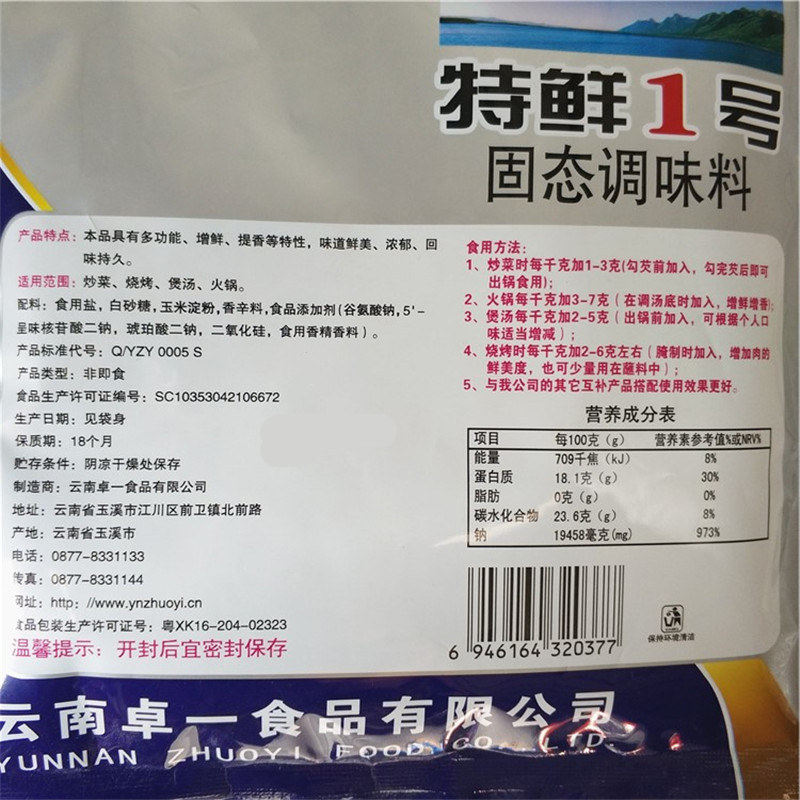 特鲜1号
固态调味料
产品特点：本品具有多功能、增鲜、提香等特性，味道鲜美、浓郁、回
味持久。
适用范围：炒菜、烧烤、煲汤、火锅。
配料：食用盐，白砂糖，玉米淀粉，香辛料，食品添加剂(谷氨酸钠，5'-
呈味核苷酸二钠，琥珀酸二钠，二氧化硅，食用香精香料）。
产品标准代号：Q/YZY 0005 S
产品类型：非即食
食品生产许可证编号：SC10353042106672
生产日期：见袋身
保质期：18个月
贮存条件：阴凉干燥处保存
制造商：云南卓一食品有限公司
地址：云南省玉溪市江川区前卫镇北前路
产地：云南省玉溪市
电话：0877-8331133
传真：0877-8331144
网址：http: //www.ynzhuoyi.cn
食品包装生产许可证号：粤XK16-204-02323
温馨提示：开封后宜密封保存
食用方法：
1、炒菜时每千克加1-3克(勾芡前加入，勾完芡后即可
出锅食用)；
2、火锅每千克加3-7克（在调汤底时加入，增鲜增香)；
3、煲汤每千克加2-5克（出锅前加入，可根据个人口
味适当增减）；
4、烧烤时每千克加2-6克左右（腌制时加入，增加肉的
鲜美度，也可少量用在蘸料中）；
5、与我公司的其它互补产品搭配使用效果更好。
营养成分表
项目 每100克（g） 营养素参考值%或NRV%
能量 709千焦（kJ） 8%
蛋白质 18.1克（g） 30%
脂肪 0克（g） 0%
碳水化合物 23.6克（g） 8%
钠 19458毫克(mg) 973%
6 946164 320377
保持环境清洁
云南卓一食品有限公司
YUNNAN ZHUOYI FOOD CO., LTD.